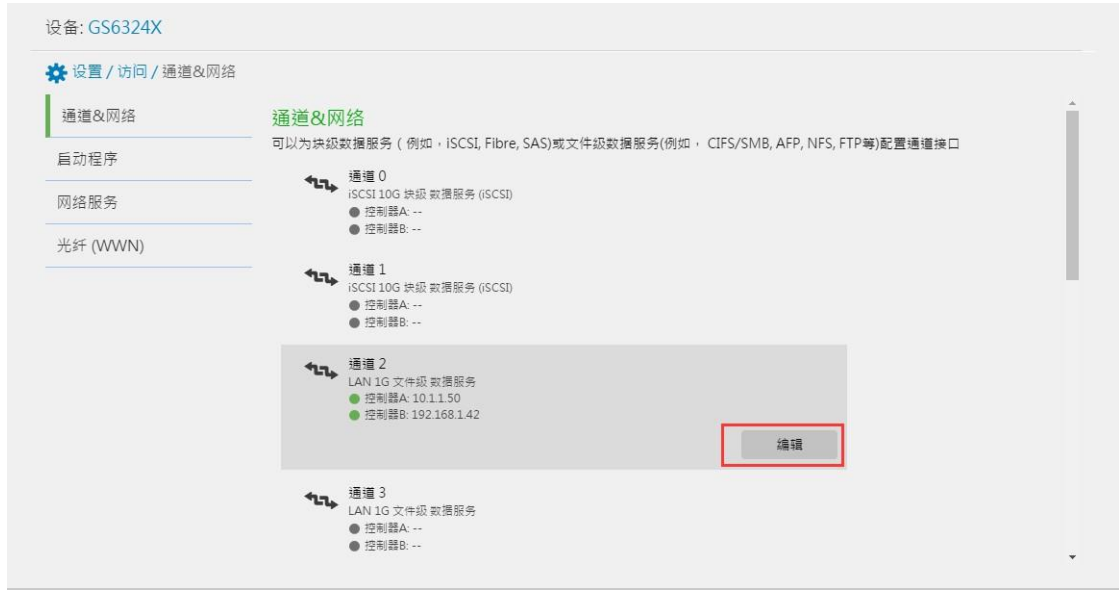 设备: GS6324X
设置 / 访问 / 通道&网络
通道&网络
启动程序
网络服务
光纤 (WWN)
通道&网络
可以为块级数据服务 ( 例如，iSCSI, Fibre, SAS)或文件级数据服务(例如， CIFS/SMB, AFP, NFS, FTP等)配置通道接口
通道 0
iSCSI 10G 块级 数据服务 (iSCSI)
控制器A: --
控制器B: --
通道 1
iSCSI 10G 块级 数据服务 (iSCSI)
控制器A: --
控制器B: --
通道 2
LAN 1G 文件级 数据服务
控制器A: 10.1.1.50
控制器B: 192.168.1.42
编辑
通道 3
LAN 1G 文件级 数据服务
控制器A: --
控制器B: --